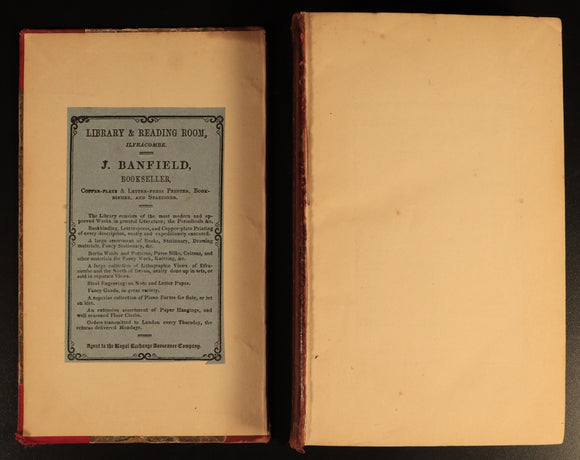 LIBRARY & READING ROOM,
ILFRACOMBE.
J. BANFIELD,
BOOKSELLER,
COPPER-PLATE & LETTER-PRESS PRINTER, BOOK-
BINDER, AND STATIONER.
The Library consists of the most modern and ap-
proved Works in general Literature; the Periodicals &c.
Bookbinding, Letter-press, and Copper-plate Printing
of every description, neatly and expeditiously executed.
A large assortment of Books, Stationery, Drawing
materials, Fancy Stationery, &c.
Berlin Wools and Patterns, Purse Silks, Cottons, and
other materials for Fancy Work, Knitting, &c.
A large collection of Lithographic Views of Ilfra-
combe and the North of Devon, neatly done up in sets, or
sold in separate Views.
Steel Engravings on Note and Letter Paper.
Fancy Goods, in great variety.
A superior collection of Piano Fortes for Sale, or let
on hire.
An extensive assortment of Paper Hangings, and
well seasoned Floor Cloths.
Orders transmitted to London every Thursday, the
returns delivered Mondays.
Agent to the Royal Exchange Assurance Company.